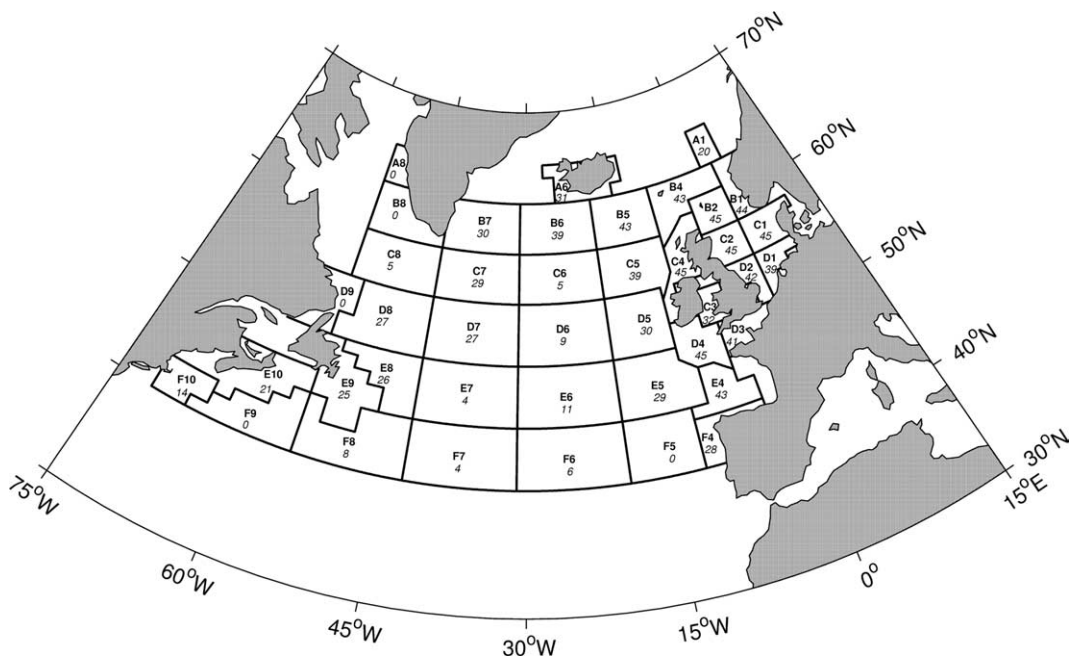 70°N
60°N
50°N
40°N
30°N
15°E
0°
15°W
30°W
45°W
60°W
75°W
A1
20
A8
0
A6
31
B4
43
B1
44
B8
0
B7
30
B6
39
B5
43
B2
45
C1
45
C8
5
C7
29
C6
5
C5
39
C4
45
C2
45
D1
39
D2
42
C3
32
D9
0
D8
27
D7
27
D6
9
D5
30
D4
45
D3
41
E10
21
E9
25
E8
26
E7
4
E6
11
E5
29
E4
43
F10
14
F9
0
F8
8
F7
4
F6
6
F5
0
F4
28